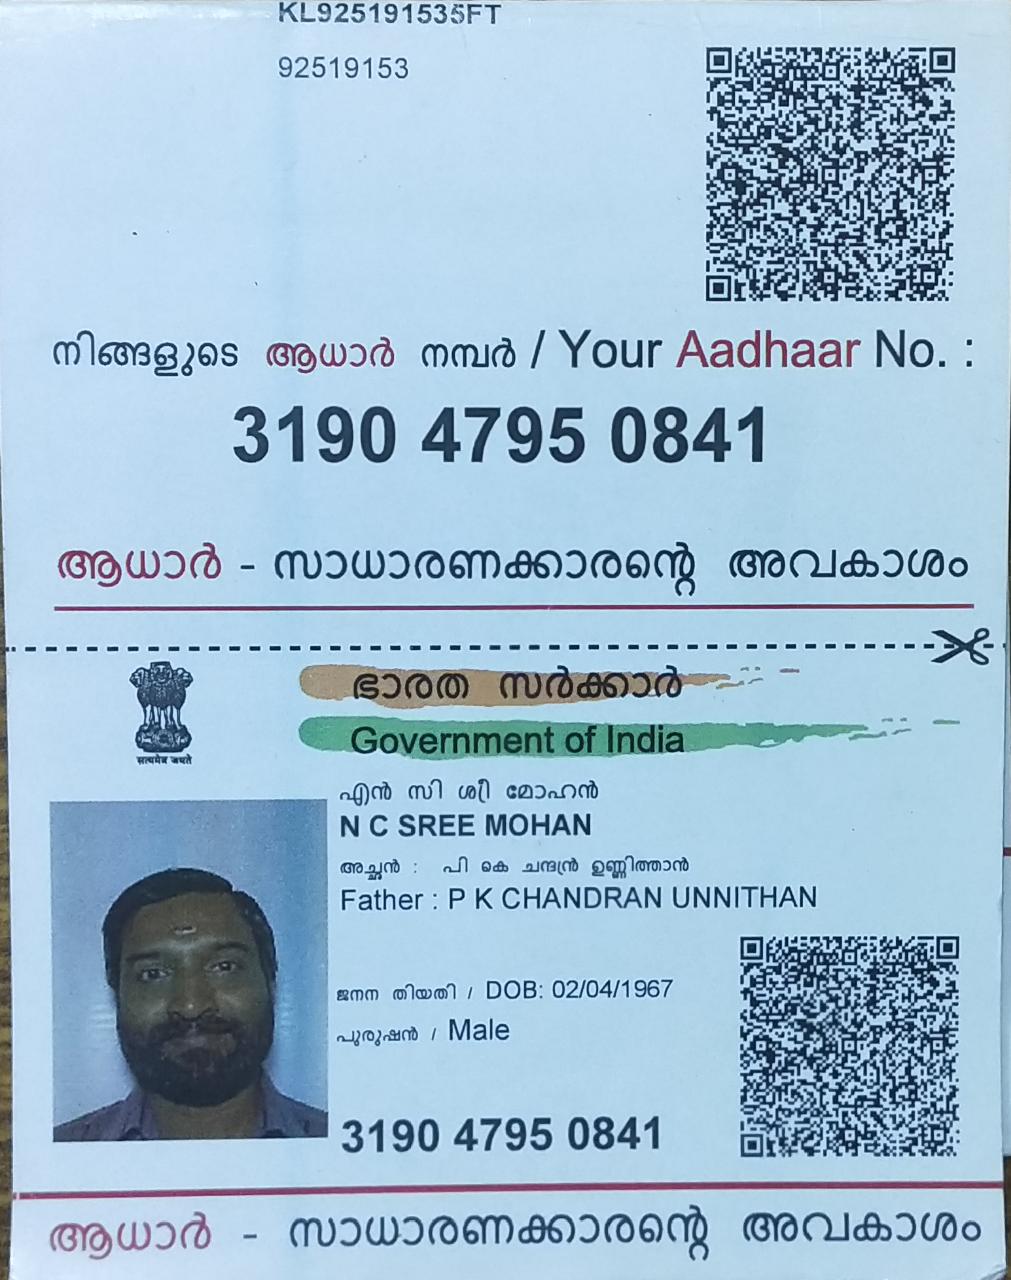 KL925191535FT
92519153
നിങ്ങളുടെ ആധാർ നമ്പർ / Your Aadhaar No. :
3190 4795 0841
ആധാർ - സാധാരണക്കാരന്റെ അവകാശം
ഭാരത സർക്കാർ
Government of India
सत्यमेव जयते
എൻ സി ശ്രീ മോഹൻ
N C SREE MOHAN
അച്ഛൻ : പി കെ ചന്ദ്രൻ ഉണ്ണിത്താൻ
Father : P K CHANDRAN UNNITHAN
ജനന തിയതി / DOB: 02/04/1967
പുരുഷൻ / Male
3190 4795 0841
ആധാർ - സാധാരണക്കാരന്റെ അവകാശം